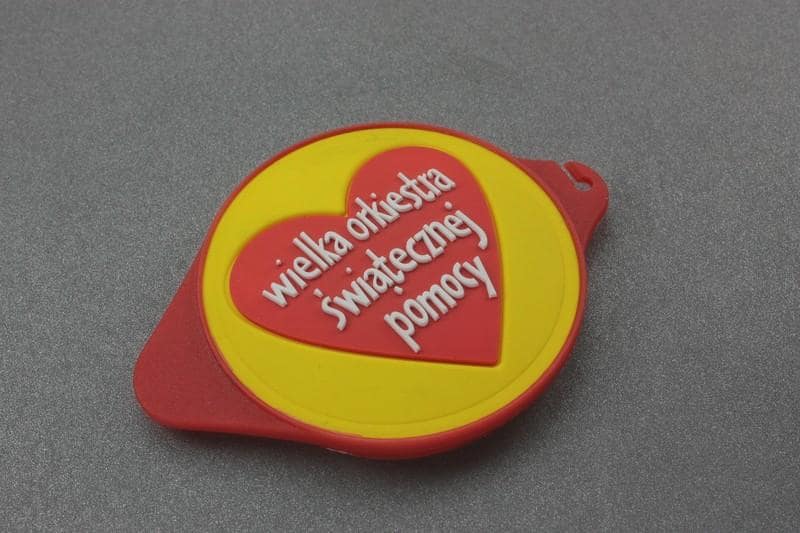 wielka orkiestra
świątecznej
pomocy